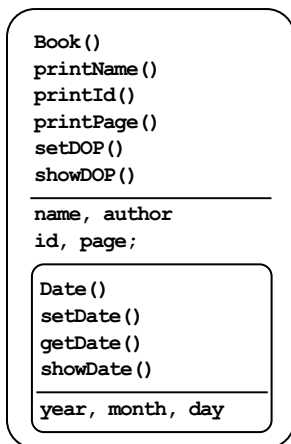 Book()
printName()
printId()
printPage()
setDOP()
showDOP()
name, author
id, page;
Date()
setDate()
getDate()
showDate()
year, month, day